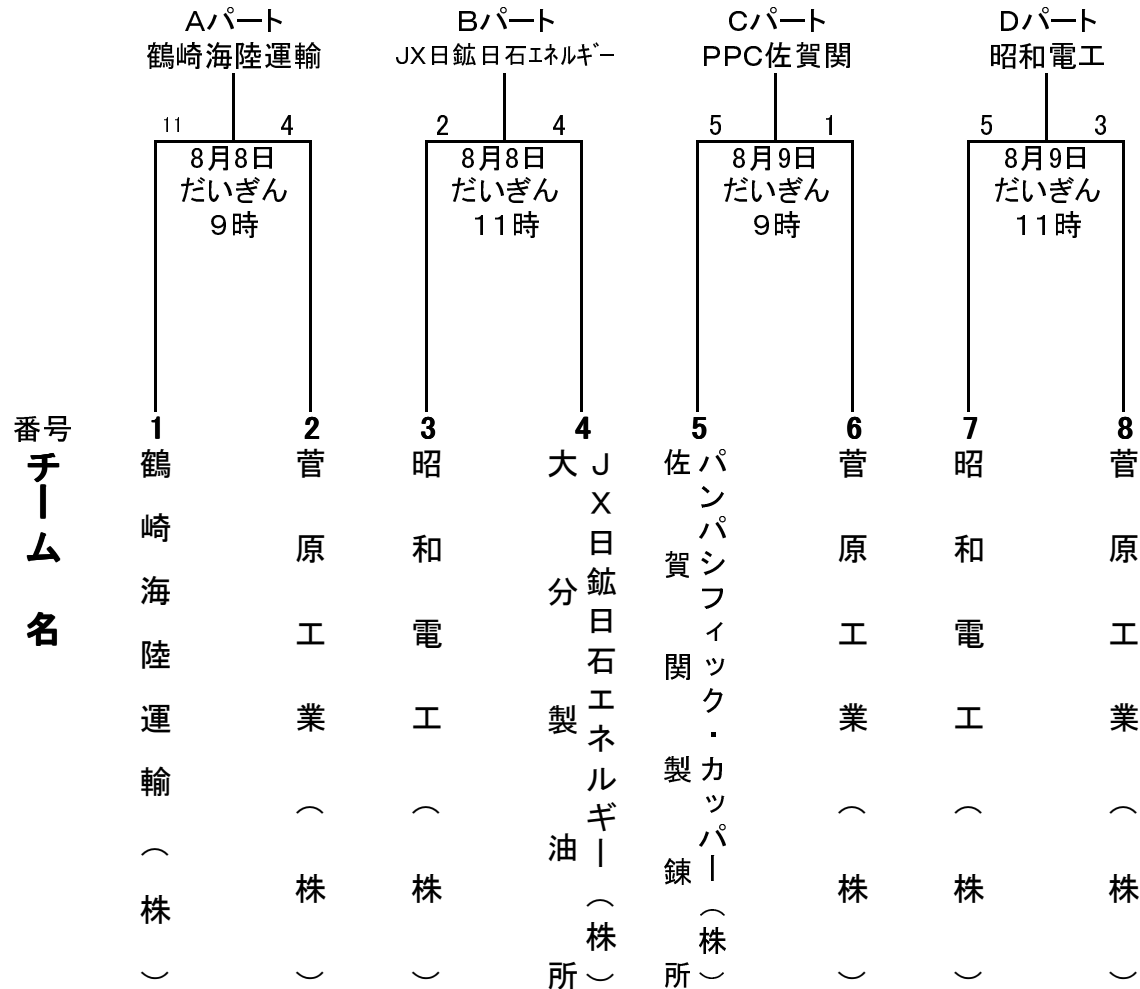 Aパート
鶴崎海陸運輸
11 4
8月8日
だいぎん
9時
Bパート
JX日鉱日石エネルギー
2 4
8月8日
だいぎん
11時
Cパート
PPC佐賀関
5 1
8月9日
だいぎん
9時
Dパート
昭和電工
5 3
8月9日
だいぎん
11時
番号 1 2 3 4 5 6 7 8
チーム名
鶴崎海陸運輸(株)
菅原工業(株)
昭和電工(株)
JX日鉱日石エネルギー(株)
大分製油所
パンパシフィック・カッパー(株)
佐賀関製錬所
菅原工業(株)
昭和電工(株)
菅原工業(株)